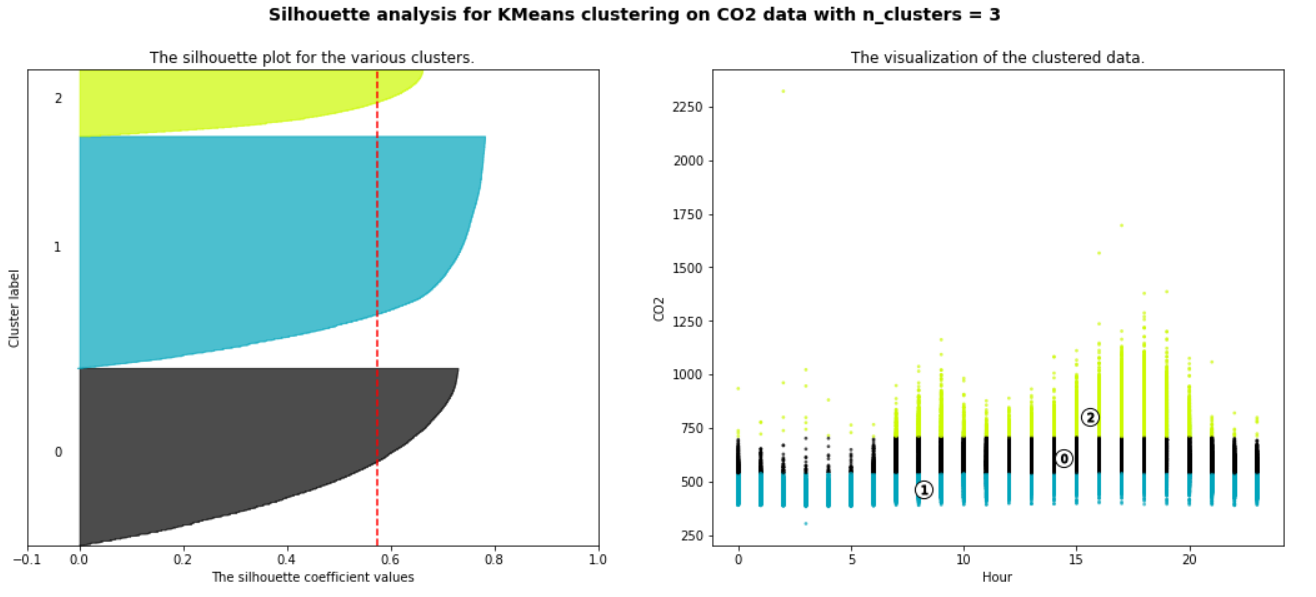 Silhouette analysis for KMeans clustering on CO2 data with n_clusters = 3
The silhouette plot for the various clusters.
2
1
0
Cluster label
−0.1 0.0 0.2 0.4 0.6 0.8 1.0
The silhouette coefficient values
The visualization of the clustered data.
2250
2000
1750
1500
1250
1000
750
500
250
CO2
2
0
1
0 5 10 15 20
Hour